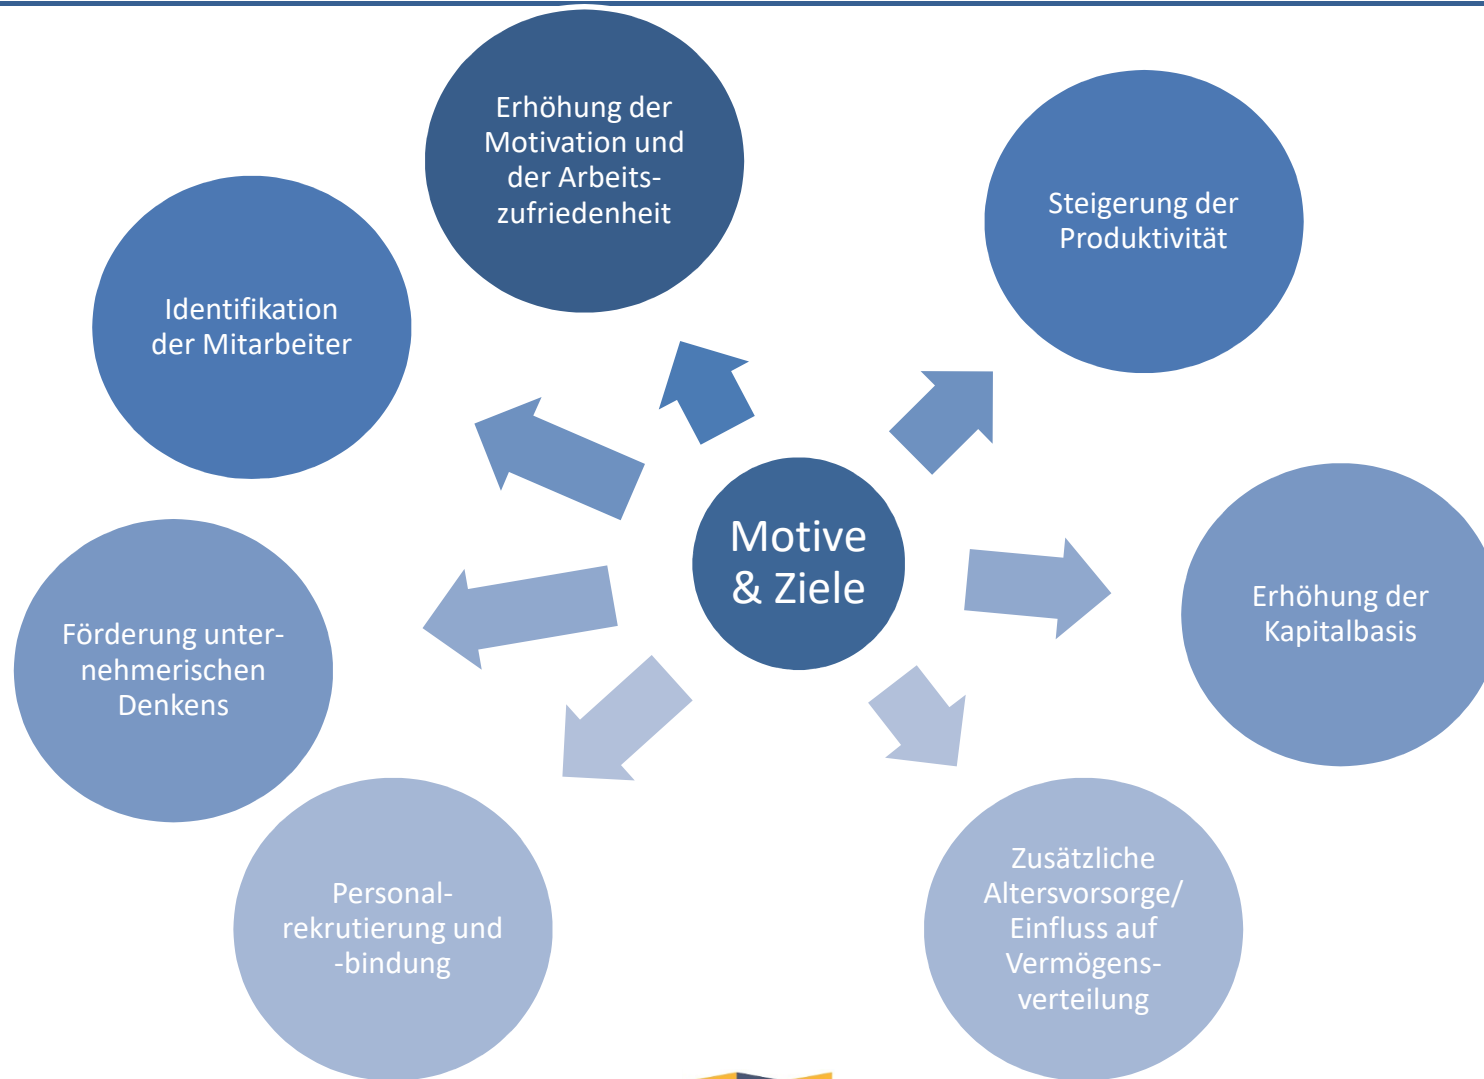 Erhöhung der
Motivation und
der Arbeits-
zufriedenheit
Steigerung der
Produktivität
Identifikation
der Mitarbeiter
Motive
& Ziele
Erhöhung der
Kapitalbasis
Förderung unter-
nehmerischen
Denkens
Personal-
rekrutierung und
-bindung
Zusätzliche
Altersvorsorge/
Einfluss auf
Vermögens-
verteilung